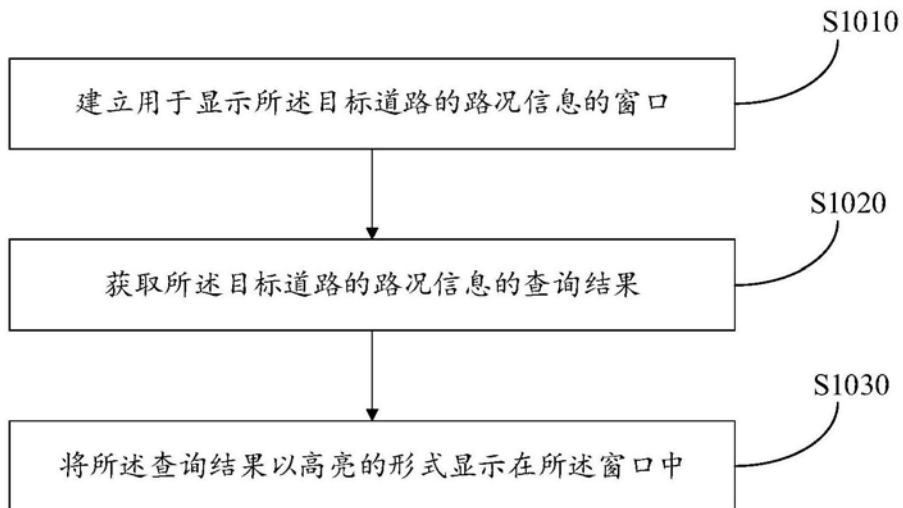 S1010
建立用于显示所述目标道路的路况信息的窗口
S1020
获取所述目标道路的路况信息的查询结果
S1030
将所述查询结果以高亮的形式显示在所述窗口中